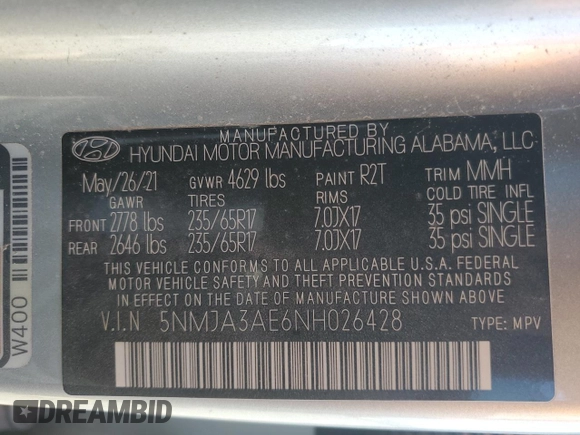 MANUFACTURED BY
HYUNDAI MOTOR MANUFACTURING ALABAMA, LLC
May/26/21 GVWR 4629 lbs PAINT R2T TRIM MMH
GAWR TIRES RIMS COLD TIRE INFL
FRONT 2778 lbs 235/65R17 7.0JX17 35 psi SINGLE
REAR 2646 lbs 235/65R17 7.0JX17 35 psi SINGLE
THIS VEHICLE CONFORMS TO ALL APPLICABLE U.S.A. FEDERAL
MOTOR VEHICLE SAFETY AND THEFT PREVENTION STANDARDS
IN EFFECT ON THE DATE OF MANUFACTURE SHOWN ABOVE.
V.I.N 5NMJA3AE6NH026428 TYPE: MPV
W400
DREAMBID